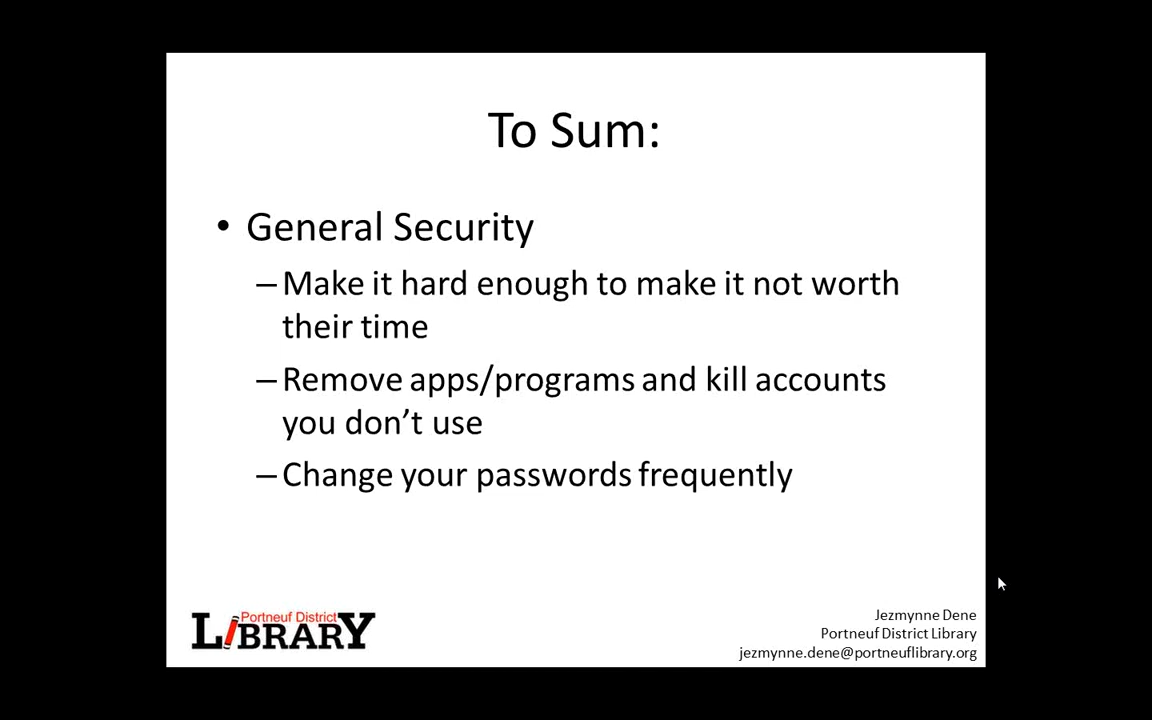 To Sum:
• General Security
– Make it hard enough to make it not worth
their time
– Remove apps/programs and kill accounts
you don’t use
– Change your passwords frequently
Portneuf District
LIBRARY
Jezmynne Dene
Portneuf District Library
jezmynne.dene@portneuflibrary.org